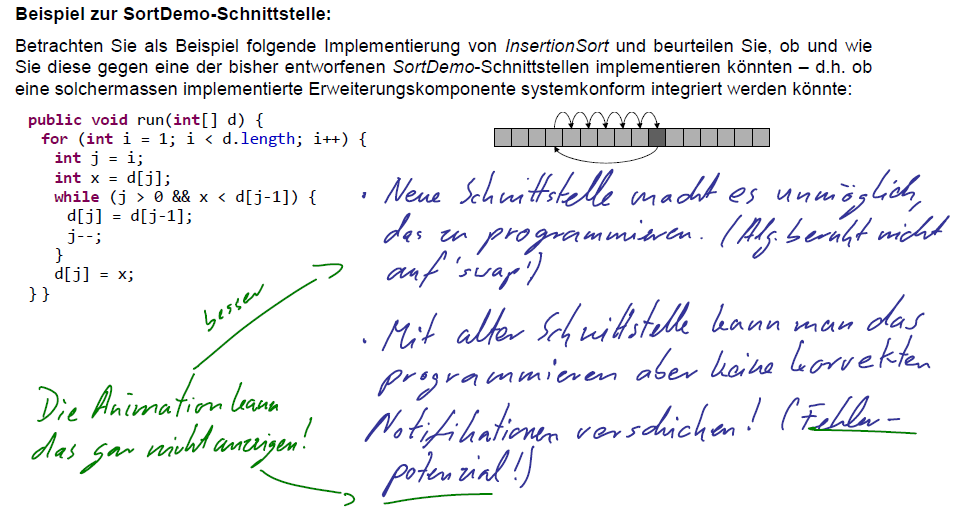 Beispiel zur SortDemo-Schnittstelle:
Betrachten Sie als Beispiel folgende Implementierung von InsertionSort und beurteilen Sie, ob und wie
Sie diese gegen eine der bisher entworfenen SortDemo-Schnittstellen implementieren könnten – d.h. ob
eine solchermassen implementierte Erweiterungskomponente systemkonform integriert werden könnte:
public void run(int[] d) {
for (int i = 1; i < d.length; i++) {
int j = i;
int x = d[j];
while (j > 0 && x < d[j-1]) {
d[j] = d[j-1];
j--;
}
d[j] = x;
} }
• Neue Schnittstelle macht es unmöglich,
das zu programmieren. (Alg. beruht nicht
auf 'swap'!)
• Mit alter Schnittstelle kann man das
programmieren aber keine korrekten
Notifikationen verschicken! (Fehler-
potenzial!)
besser
Die Animation kann
das gar nicht anzeigen!